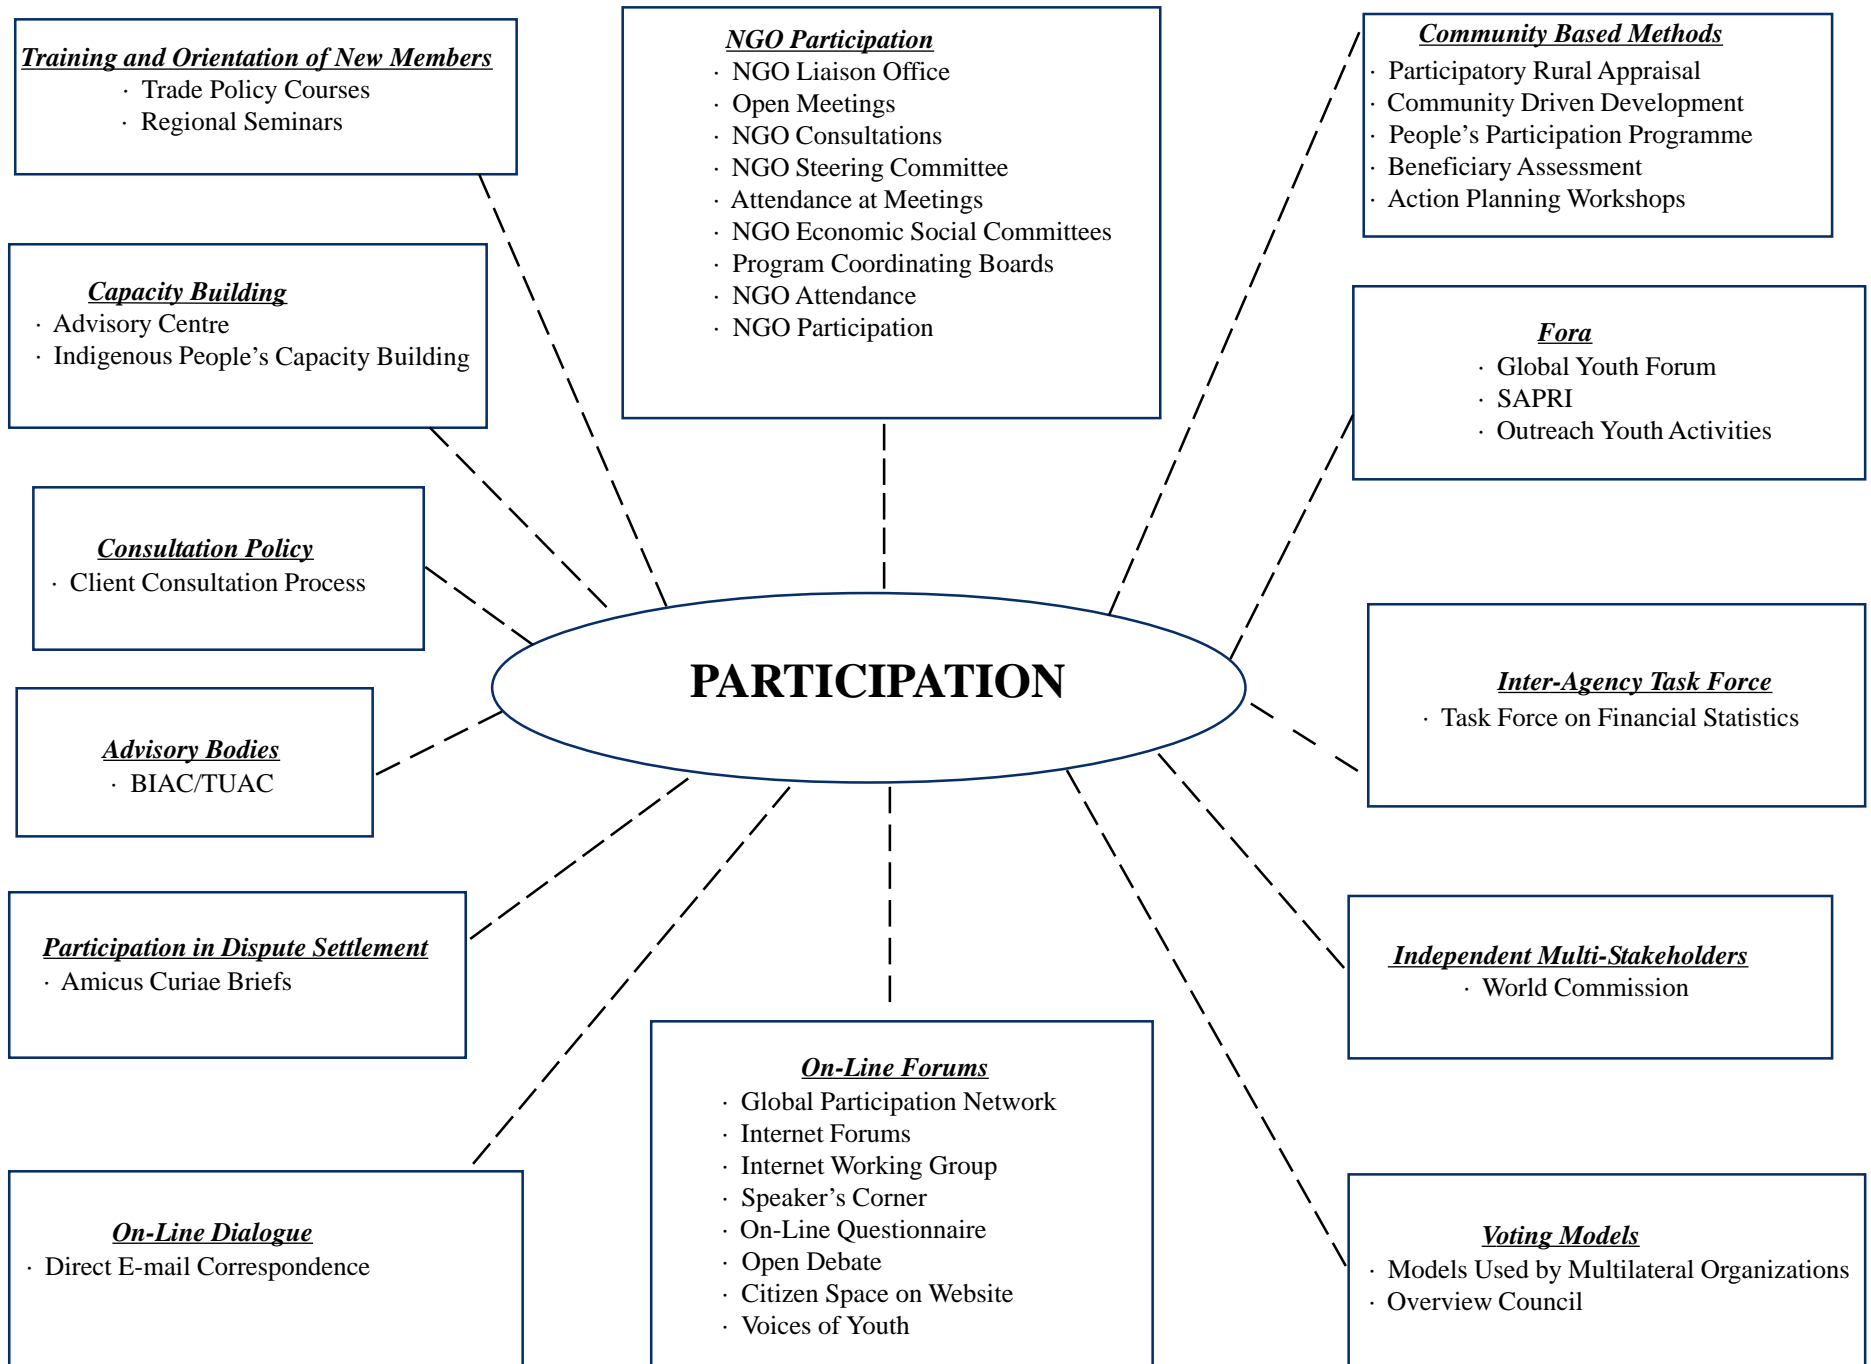 Training and Orientation of New Members
· Trade Policy Courses
· Regional Seminars
NGO Participation
· NGO Liaison Office
· Open Meetings
· NGO Consultations
· NGO Steering Committee
· Attendance at Meetings
· NGO Economic Social Committees
· Program Coordinating Boards
· NGO Attendance
· NGO Participation
Community Based Methods
· Participatory Rural Appraisal
· Community Driven Development
· People’s Participation Programme
· Beneficiary Assessment
· Action Planning Workshops
Capacity Building
· Advisory Centre
· Indigenous People’s Capacity Building
Fora
· Global Youth Forum
· SAPRI
· Outreach Youth Activities
Consultation Policy
· Client Consultation Process
PARTICIPATION
Inter-Agency Task Force
· Task Force on Financial Statistics
Advisory Bodies
· BIAC/TUAC
Participation in Dispute Settlement
· Amicus Curiae Briefs
Independent Multi-Stakeholders
· World Commission
On-Line Dialogue
· Direct E-mail Correspondence
On-Line Forums
· Global Participation Network
· Internet Forums
· Internet Working Group
· Speaker’s Corner
· On-Line Questionnaire
· Open Debate
· Citizen Space on Website
· Voices of Youth
Voting Models
· Models Used by Multilateral Organizations
· Overview Council